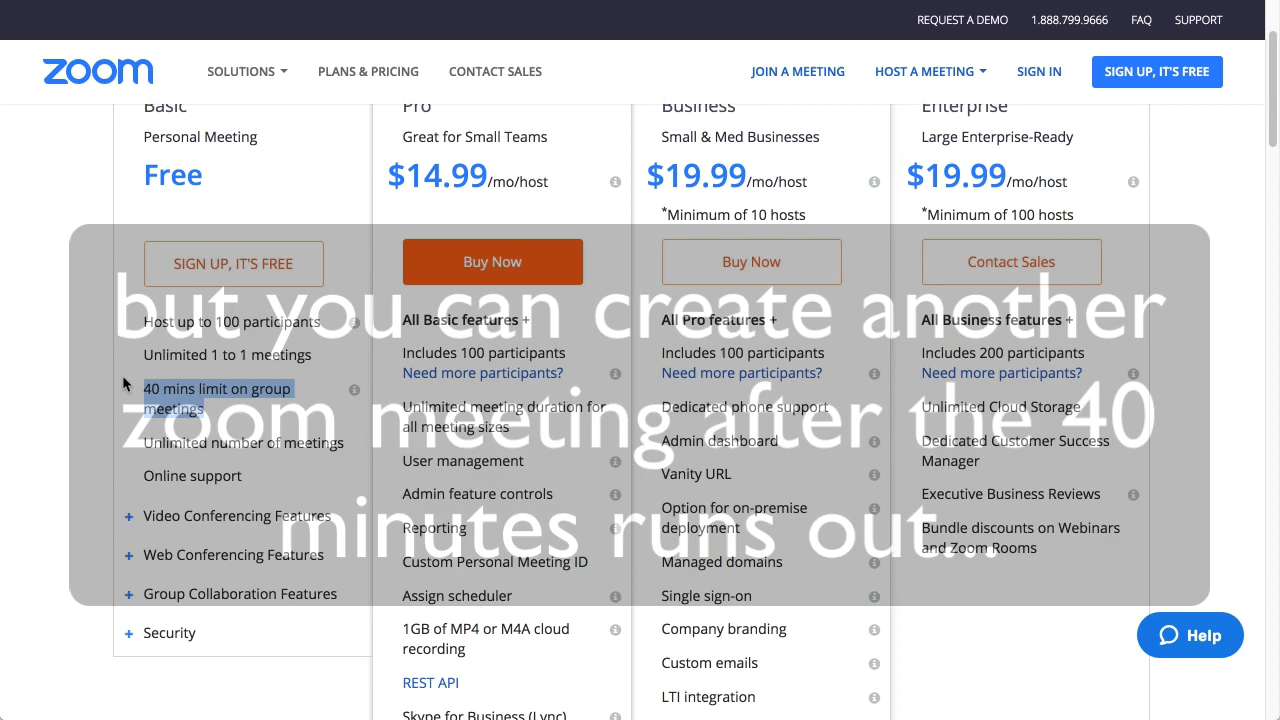 REQUEST A DEMO 1.888.799.9666 FAQ SUPPORT
zoom SOLUTIONS PLANS & PRICING CONTACT SALES JOIN A MEETING HOST A MEETING SIGN IN SIGN UP, IT'S FREE
Basic
Personal Meeting
Free
SIGN UP, IT'S FREE
Host up to 100 participants
Unlimited 1 to 1 meetings
40 mins limit on group
meetings
Unlimited number of meetings
Online support
+ Video Conferencing Features
+ Web Conferencing Features
+ Group Collaboration Features
+ Security
Pro
Great for Small Teams
$14.99/mo/host
Buy Now
All Basic features +
Includes 100 participants
Need more participants?
Unlimited meeting duration for
all meeting sizes
User management
Admin feature controls
Reporting
Custom Personal Meeting ID
Assign scheduler
1GB of MP4 or M4A cloud
recording
REST API
Skype for Business (Lync)
Business
Small & Med Businesses
$19.99/mo/host
*Minimum of 10 hosts
Buy Now
All Pro features +
Includes 100 participants
Need more participants?
Dedicated phone support
Admin dashboard
Vanity URL
Option for on-premise
deployment
Managed domains
Single sign-on
Company branding
Custom emails
LTI integration
Enterprise
Large Enterprise-Ready
$19.99/mo/host
*Minimum of 100 hosts
Contact Sales
All Business features +
Includes 200 participants
Need more participants?
Unlimited Cloud Storage
Dedicated Customer Success
Manager
Executive Business Reviews
Bundle discounts on Webinars
and Zoom Rooms
but you can create another
zoom meeting after the 40
minutes runs out...
Help